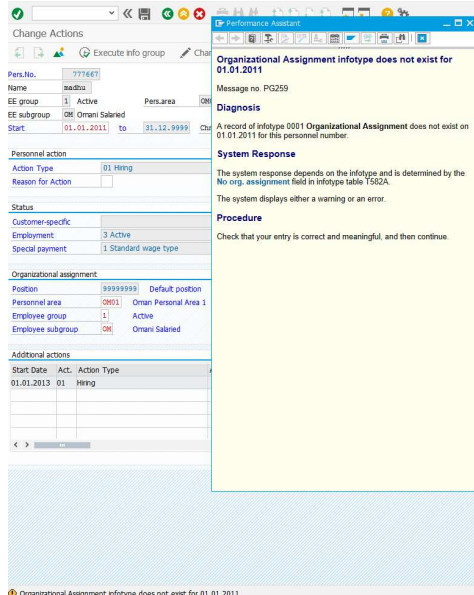 Change Actions
Execute info group
Pers.No. 777667
Name madhu
EE group 1 Active Pers.area
EE subgroup OM Omani Salaried
Start 01.01.2011 to 31.12.9999
Personnel action
Action Type 01 Hiring
Reason for Action
Status
Customer-specific
Employment 3 Active
Special payment 1 Standard wage type
Organizational assignment
Position 99999999 Default position
Personnel area OM01 Oman Personal Area 1
Employee group 1 Active
Employee subgroup OM Omani Salaried
Additional actions
Start Date Act. Action Type
01.01.2013 01 Hiring
Performance Assistant
Organizational Assignment infotype does not exist for
01.01.2011
Message no. PG259
Diagnosis
A record of infotype 0001 Organizational Assignment does not exist on
01.01.2011 for this personnel number.
System Response
The system response depends on the infotype and is determined by the
No org. assignment field in infotype table T582A.
The system displays either a warning or an error.
Procedure
Check that your entry is correct and meaningful, and then continue.
Organizational Assignment infotype does not exist for 01.01.2011